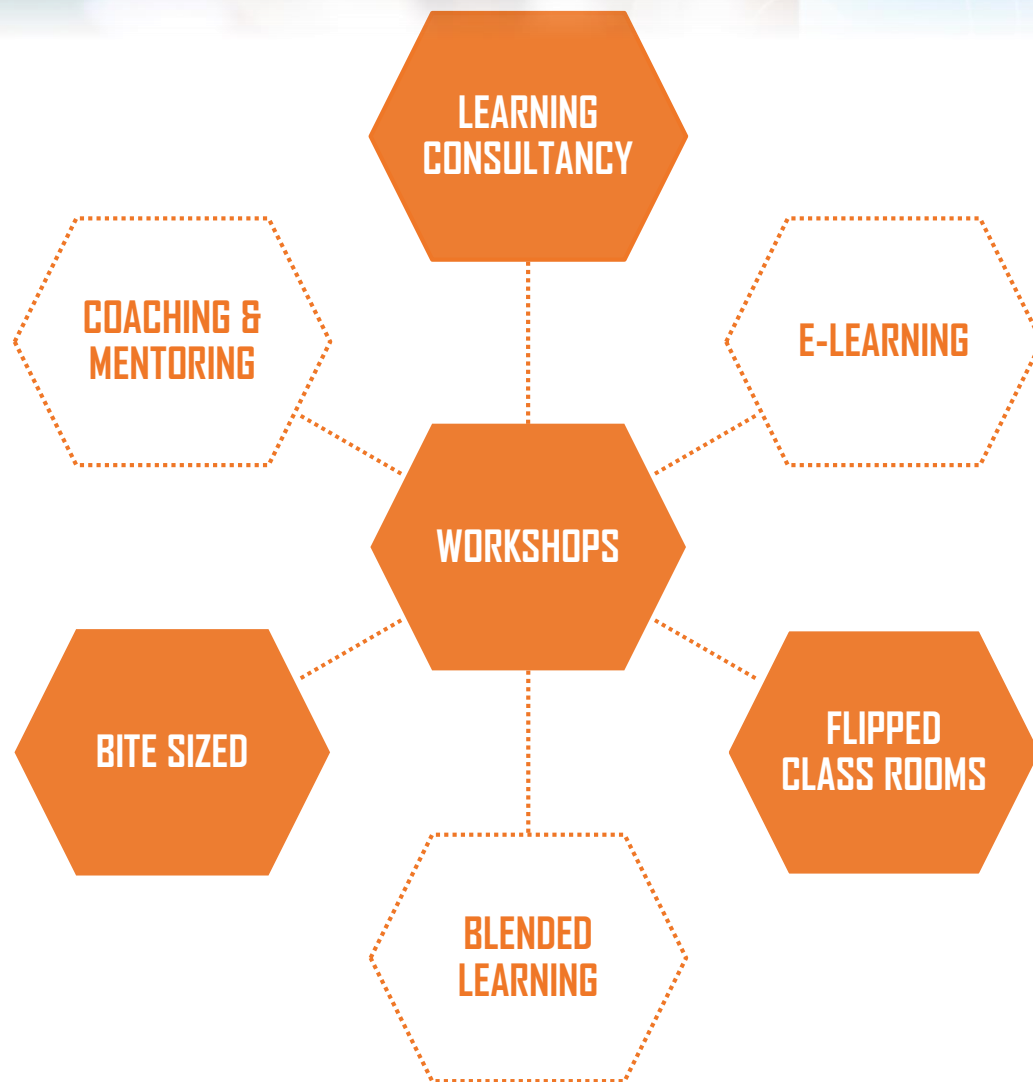 LEARNING
CONSULTANCY
COACHING &
MENTORING
E-LEARNING
WORKSHOPS
BITE SIZED
FLIPPED
CLASS ROOMS
BLENDED
LEARNING